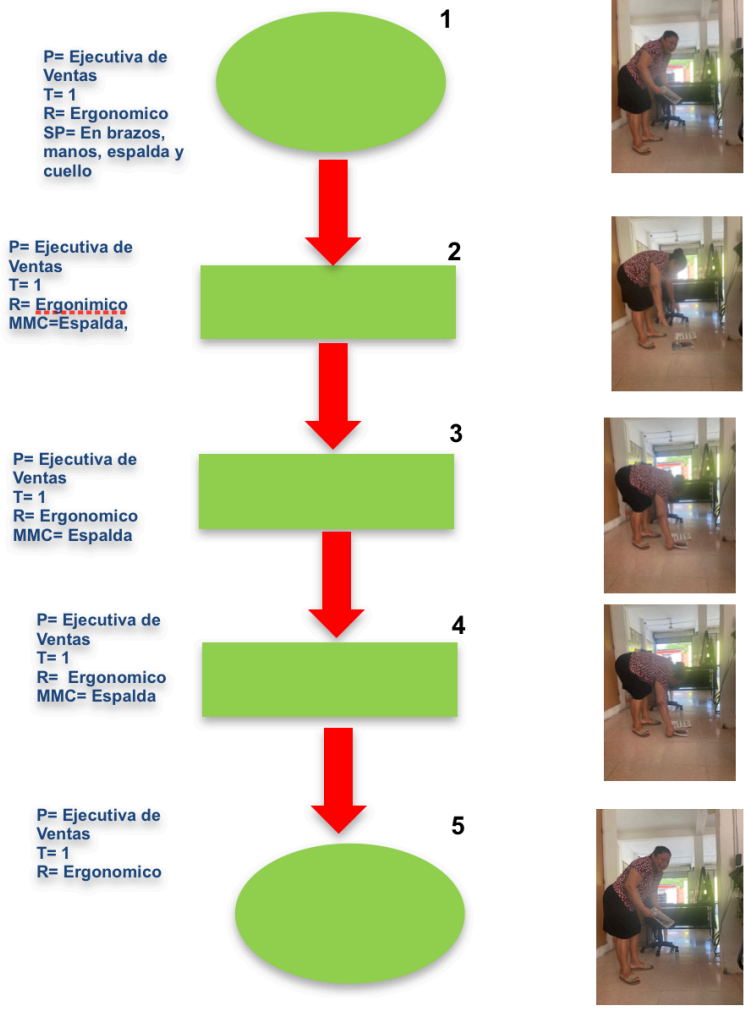 1
P= Ejecutiva de
Ventas
T= 1
R= Ergonomico
SP= En brazos,
manos, espalda y
cuello
2
P= Ejecutiva de
Ventas
T= 1
R= Ergonimico
MMC=Espalda,
3
P= Ejecutiva de
Ventas
T= 1
R= Ergonomico
MMC= Espalda
4
P= Ejecutiva de
Ventas
T= 1
R= Ergonomico
MMC= Espalda
5
P= Ejecutiva de
Ventas
T= 1
R= Ergonomico